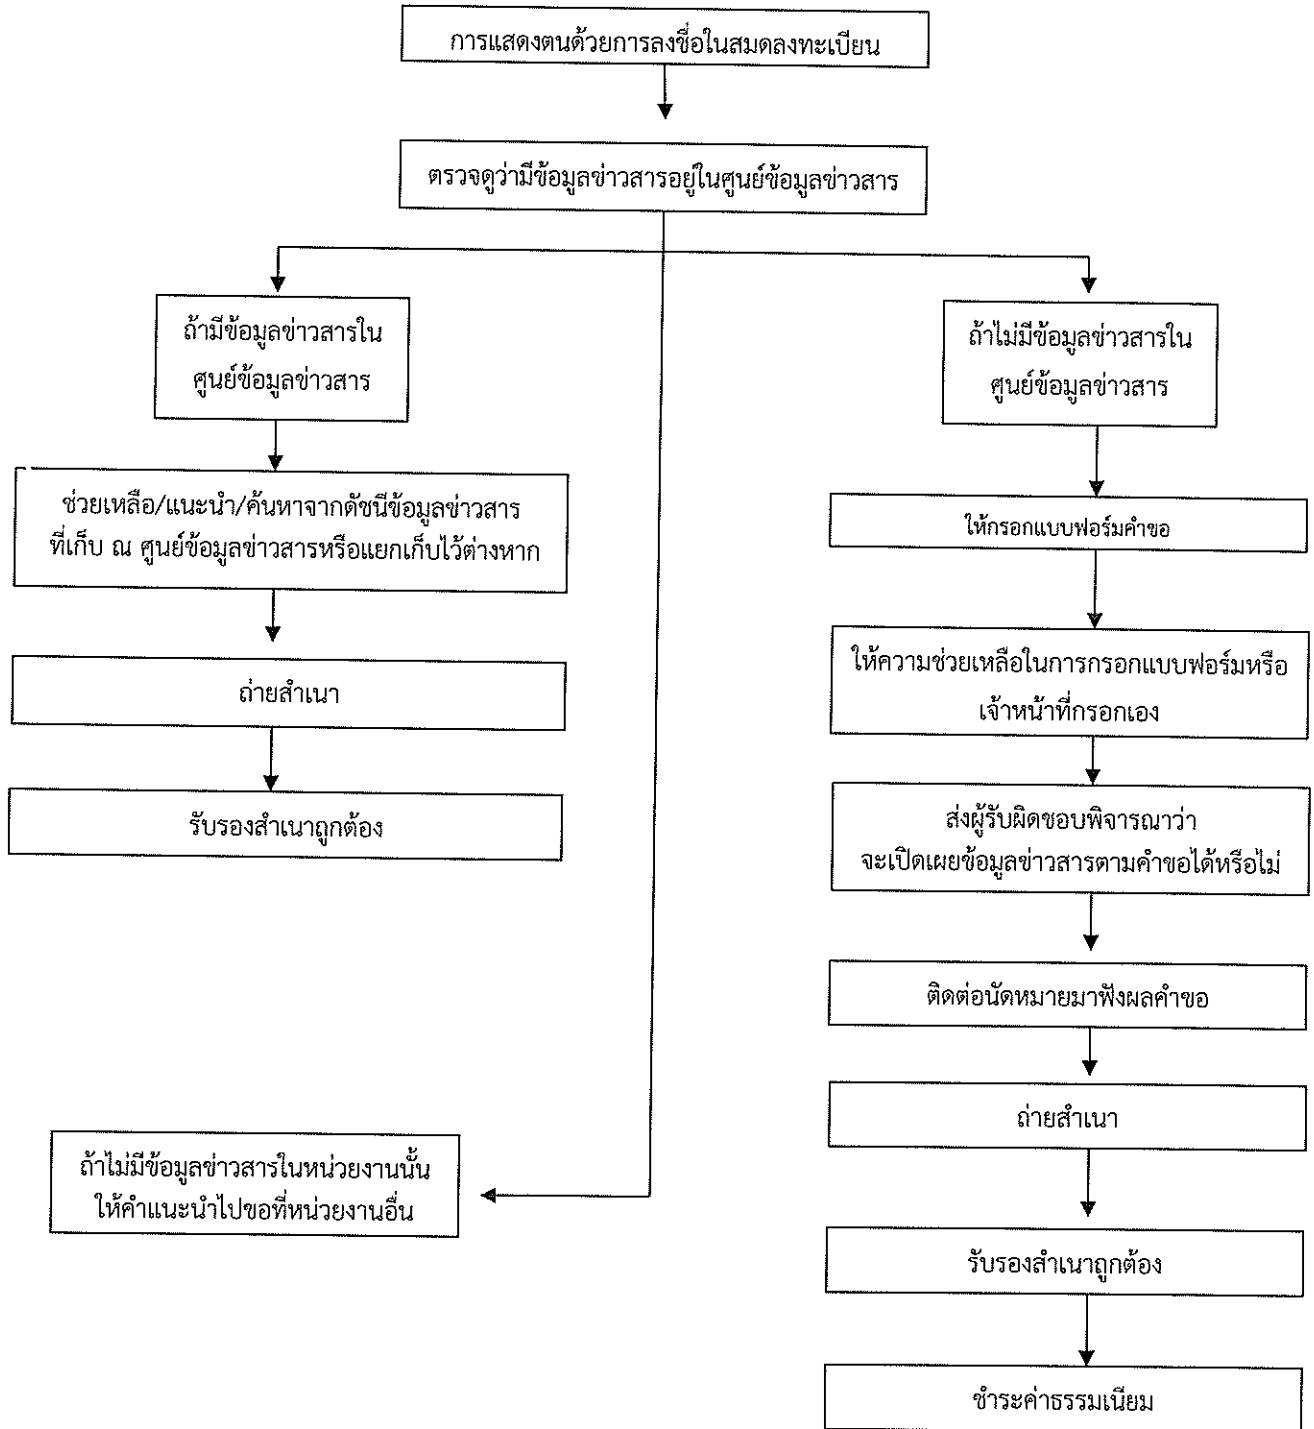 การแสดงตนด้วยการลงชื่อในสมดลงทะเบียน
ตรวจดูว่ามีข้อมูลข่าวสารอยู่ในศูนย์ข้อมูลข่าวสาร
ถ้ามีข้อมูลข่าวสารใน
ศูนย์ข้อมูลข่าวสาร
ช่วยเหลือ/แนะนำ/ค้นหาจากดัชนีข้อมูลข่าวสาร
ที่เก็บ ณ ศูนย์ข้อมูลข่าวสารหรือแยกเก็บไว้ต่างหาก
ถ่ายสำเนา
รับรองสำเนาถูกต้อง
ถ้าไม่มีข้อมูลข่าวสารในหน่วยงานนั้น
ให้คำแนะนำไปขอที่หน่วยงานอื่น
ถ้าไม่มีข้อมูลข่าวสารใน
ศูนย์ข้อมูลข่าวสาร
ให้กรอกแบบฟอร์มคำขอ
ให้ความช่วยเหลือในการกรอกแบบฟอร์มหรือ
เจ้าหน้าที่กรอกเอง
ส่งผู้รับผิดชอบพิจารณาว่า
จะเปิดเผยข้อมูลข่าวสารตามคำขอได้หรือไม่
ติดต่อนัดหมายมาฟังผลคำขอ
ถ่ายสำเนา
รับรองสำเนาถูกต้อง
ชำระค่าธรรมเนียม